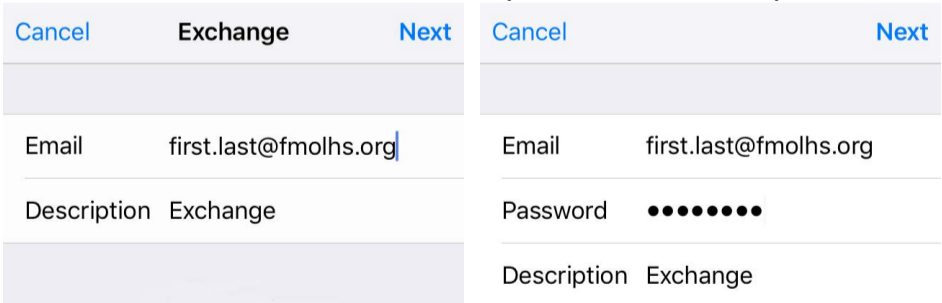 Cancel Exchange Next
Email first.last@fmolhs.org
Description Exchange
Cancel Next
Email first.last@fmolhs.org
Password ●●●●●●●●
Description Exchange